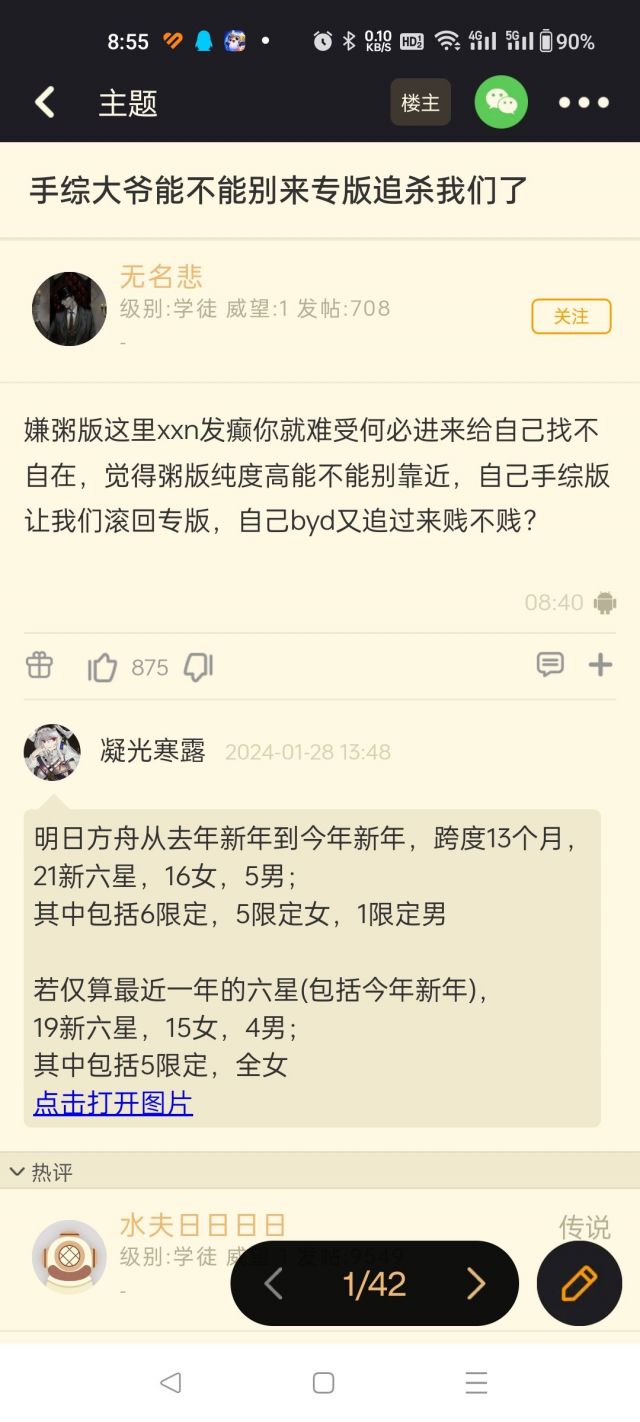 8:55 0.10 KB/S HD 4G 5G 90%
主题 楼主
手综大爷能不能别来专版追杀我们了
无名悲
级别:学徒 威望:1 发帖:708
-
关注
嫌粥版这里xxn发癫你就难受何必进来给自己找不
自在，觉得粥版纯度高能不能别靠近，自己手综版
让我们滚回专版，自己byd又追过来贱不贱？
08:40
875
凝光寒露 2024-01-28 13:48
明日方舟从去年新年到今年新年，跨度13个月，
21新六星，16女，5男；
其中包括6限定，5限定女，1限定男
若仅算最近一年的六星(包括今年新年)，
19新六星，15女，4男；
其中包括5限定，全女
点击打开图片
热评
水夫日日日日 传说
级别:学徒 威望:1 发帖:9549
-
1/42